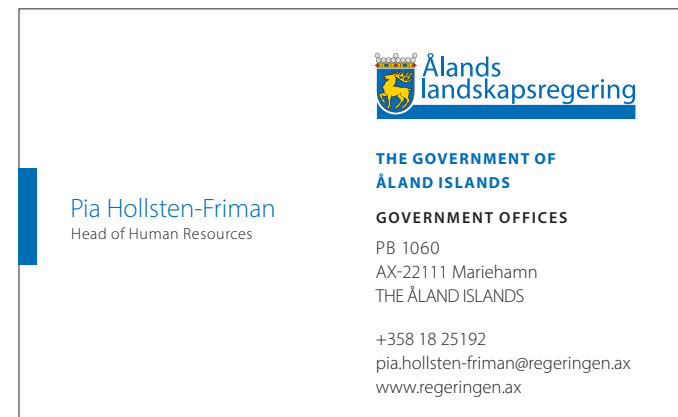 Ålands
landskapsregering
THE GOVERNMENT OF
ÅLAND ISLANDS
Pia Hollsten-Friman
Head of Human Resources
GOVERNMENT OFFICES
PB 1060
AX-22111 Mariehamn
THE ÅLAND ISLANDS
+358 18 25192
pia.hollsten-friman@regeringen.ax
www.regeringen.ax